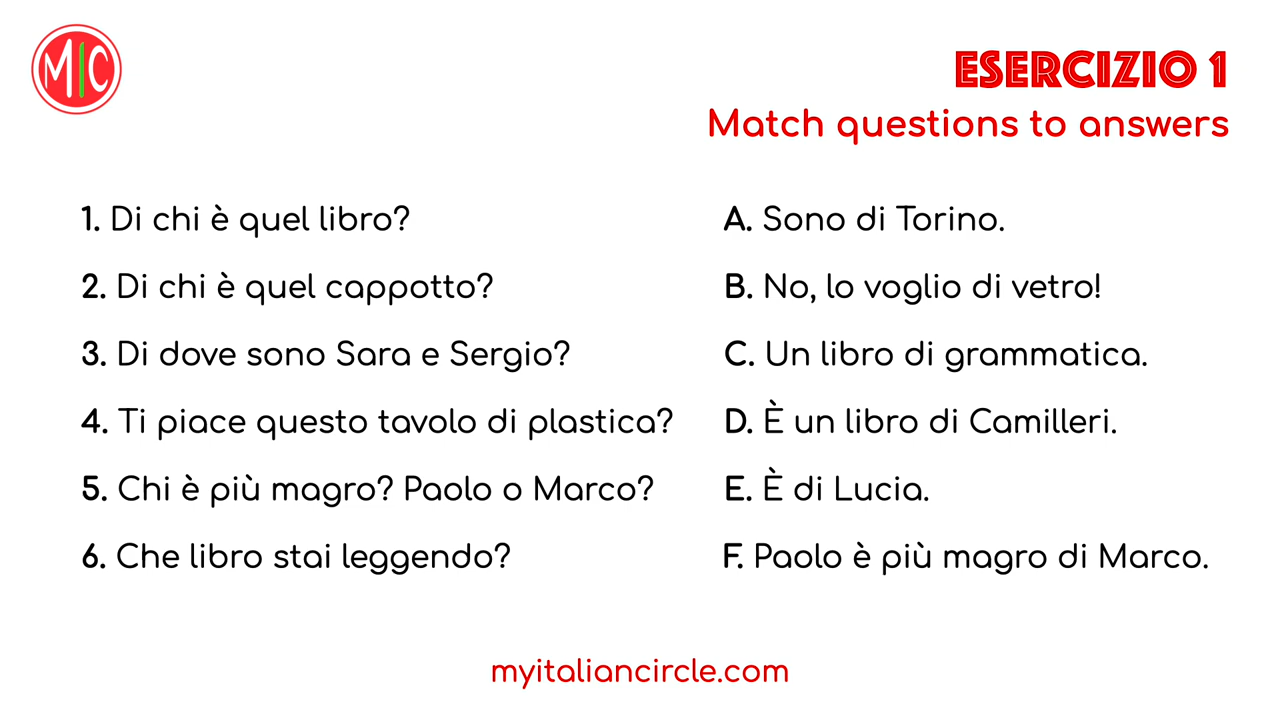 MIC
ESERCIZIO 1
Match questions to answers
1. Di chi è quel libro?
2. Di chi è quel cappotto?
3. Di dove sono Sara e Sergio?
4. Ti piace questo tavolo di plastica?
5. Chi è più magro? Paolo o Marco?
6. Che libro stai leggendo?
A. Sono di Torino.
B. No, lo voglio di vetro!
C. Un libro di grammatica.
D. È un libro di Camilleri.
E. È di Lucia.
F. Paolo è più magro di Marco.
myitaliancircle.com